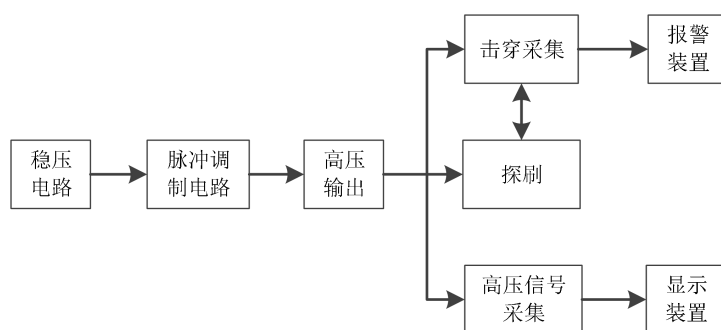 击穿采集
报警
装置
稳压
电路
脉冲调
制电路
高压
输出
探刷
高压信号
采集
显示
装置